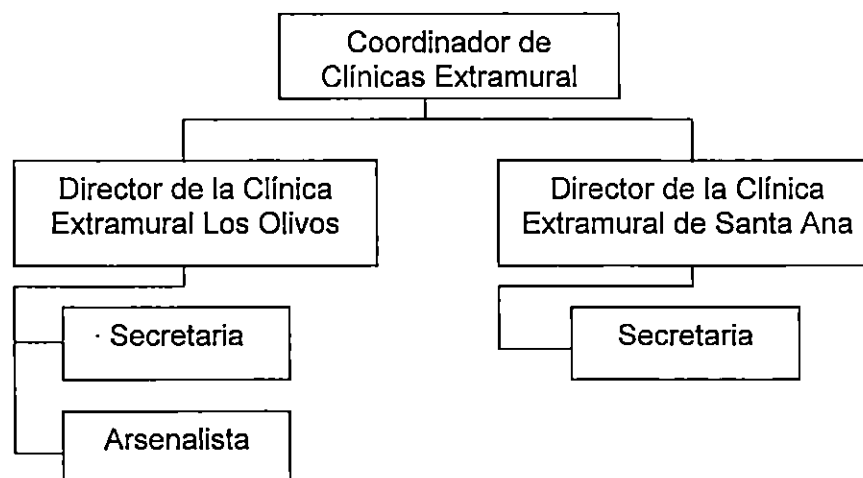 Coordinador de
Clínicas Extramural
Director de la Clínica
Extramural Los Olivos
Director de la Clínica
Extramural de Santa Ana
Secretaria
Secretaria
Arsenalista